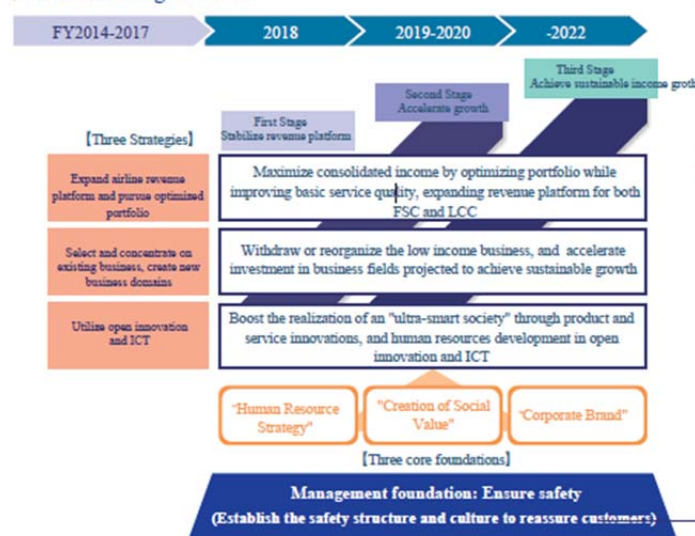 FY2014-2017
2018
2019-2020
-2022
Third Stage
Achieve sustainable income groth
Second Stage
Accelerate growth
First Stage
Stabilize revenue platform
【Three Strategies】
Expand airline revenue
platform and pursue optimized
portfolio
Maximize consolidated income by optimizing portfolio while
improving basic service quality, expanding revenue platform for both
FSC and LCC
Select and concentrate on
existing business, create new
business domains
Withdraw or reorganize the low income business, and accelerate
investment in business fields projected to achieve sustainable growth
Utilize open innovation
and ICT
Boost the realization of an "ultra-smart society" through product and
service innovations, and human resources development in open
innovation and ICT
"Human Resource
Strategy"
"Creation of Social
Value"
"Corporate Brand"
【Three core foundations】
Management foundation: Ensure safety
(Establish the safety structure and culture to reassure customers)